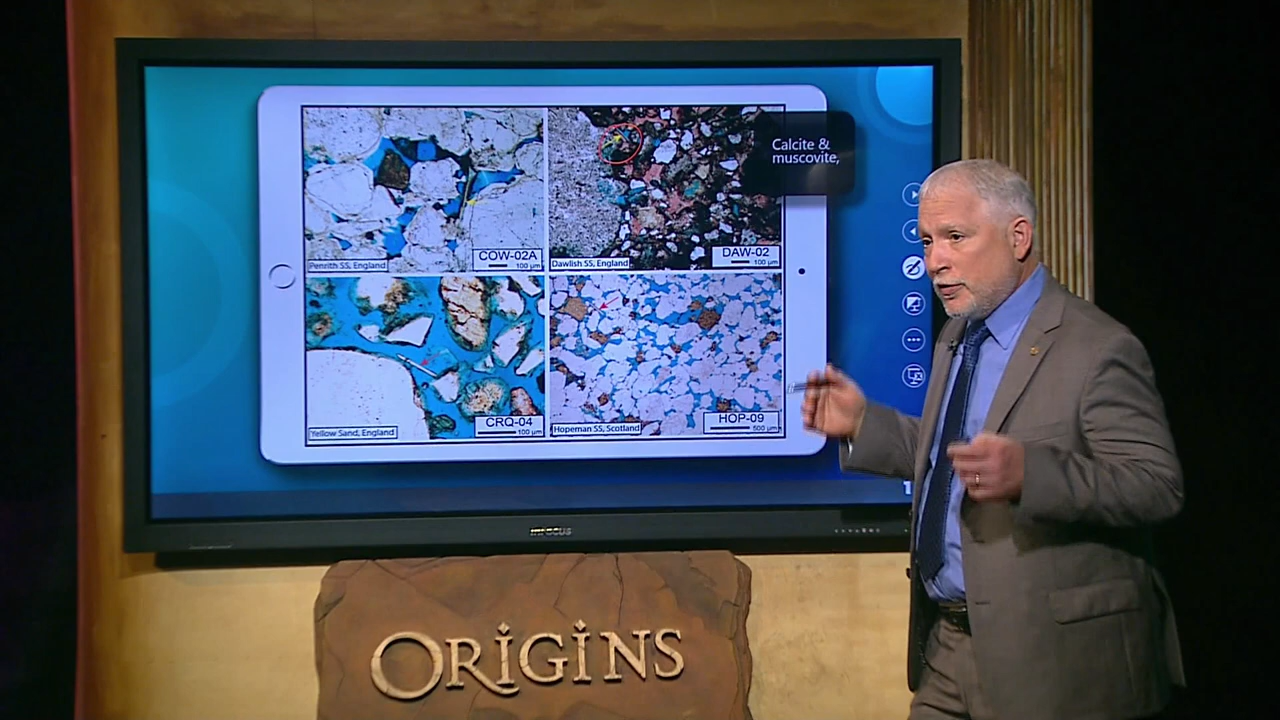 Calcite &
muscovite,
COW-02A
100 µm
Penrith SS, England
DAW-02
100 µm
Dawlish SS, England
CRQ-04
100 µm
Yellow Sand, England
HOP-09
500 µm
Hopeman SS, Scotland
InFocus
ORIGINS